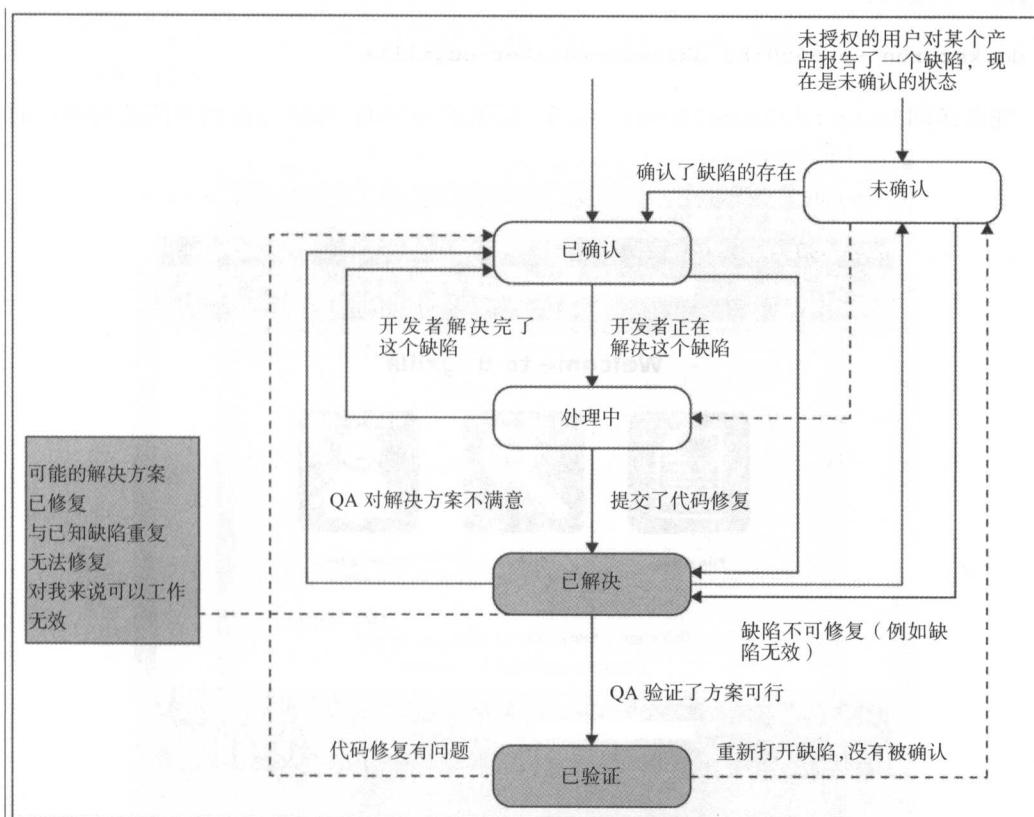 未授权的用户对某个产
品报告了一个缺陷，现
在是未确认的状态
确认了缺陷的存在
未确认
已确认
开发者解决完了
这个缺陷
开发者正在
解决这个缺陷
处理中
可能的解决方案
已修复
与已知缺陷重复
无法修复
对我来说可以工作
无效
QA 对解决方案不满意
提交了代码修复
已解决
缺陷不可修复（例如缺
陷无效）
QA 验证了方案可行
代码修复有问题
重新打开缺陷,没有被确认
已验证